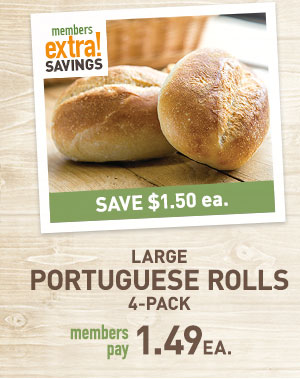 members
extra!
SAVINGS
SAVE $1.50 ea.
LARGE
PORTUGUESE ROLLS
4-PACK
members
pay 1.49EA.